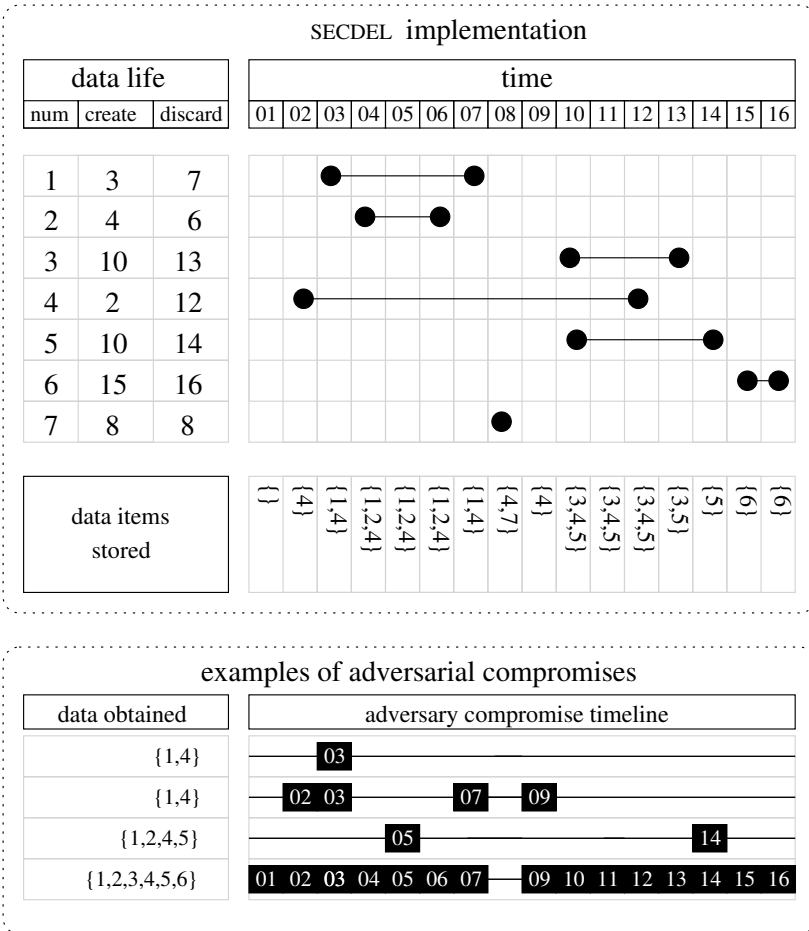 SECDEL implementation
data life time
num create discard 01 02 03 04 05 06 07 08 09 10 11 12 13 14 15 16
1 3 7
2 4 6
3 10 13
4 2 12
5 10 14
6 15 16
7 8 8
data items
stored
{} {4} {1,4} {1,2,4} {1,2,4} {1,2,4} {1,4} {4,7} {4} {3,4,5} {3,4,5} {3,4,5} {3,5} {5} {6} {6}
examples of adversarial compromises
data obtained adversary compromise timeline
{1,4} 03
{1,4} 02 03 07 09
{1,2,4,5} 05 14
{1,2,3,4,5,6} 01 02 03 04 05 06 07 09 10 11 12 13 14 15 16